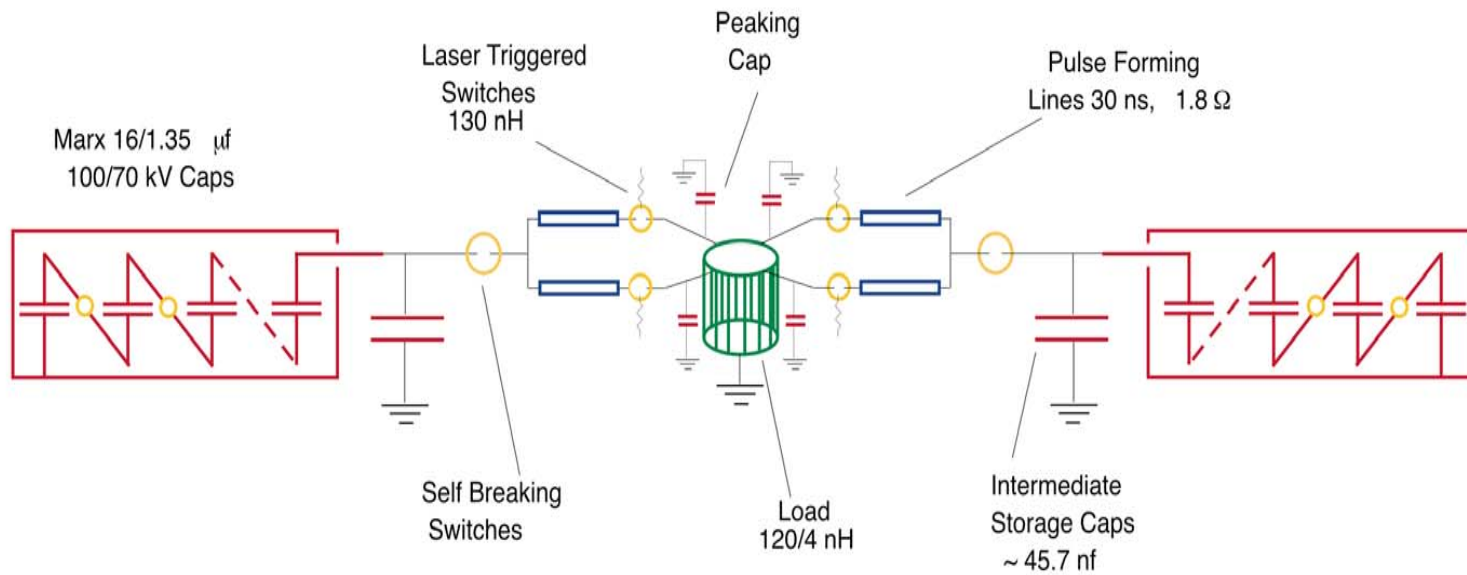 Peaking
Cap
Laser Triggered
Switches
130 nH
Pulse Forming
Lines 30 ns, 1.8 Ω
Marx 16/1.35 μf
100/70 kV Caps
Self Breaking
Switches
Load
120/4 nH
Intermediate
Storage Caps
~ 45.7 nf